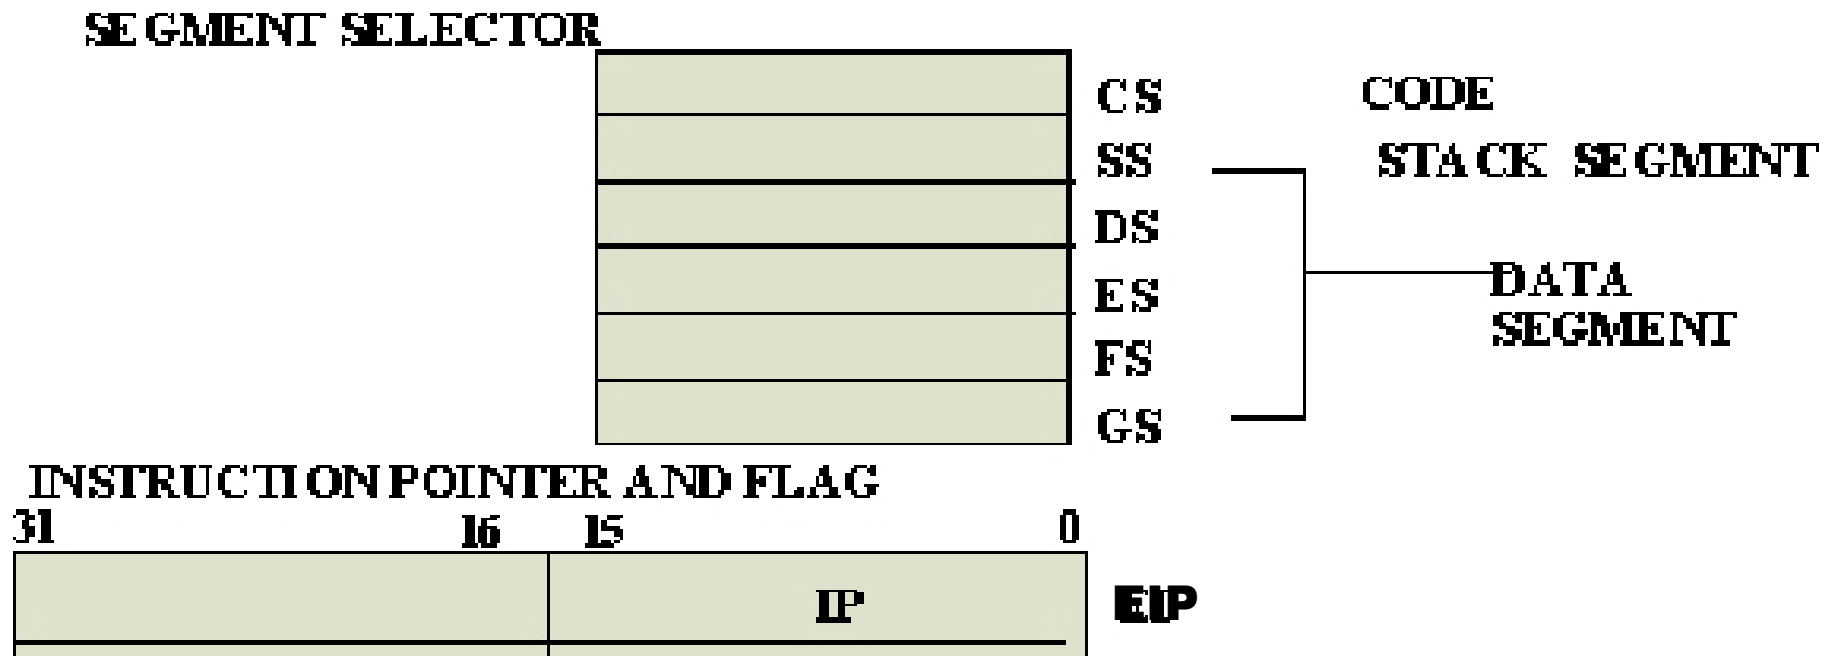 SEGMENT SELECTOR
CS CODE
SS STACK SEGMENT
DS
ES DATA
SEGMENT
FS
GS
INSTRUCTION POINTER AND FLAG
31 16 15 0
IP EIP